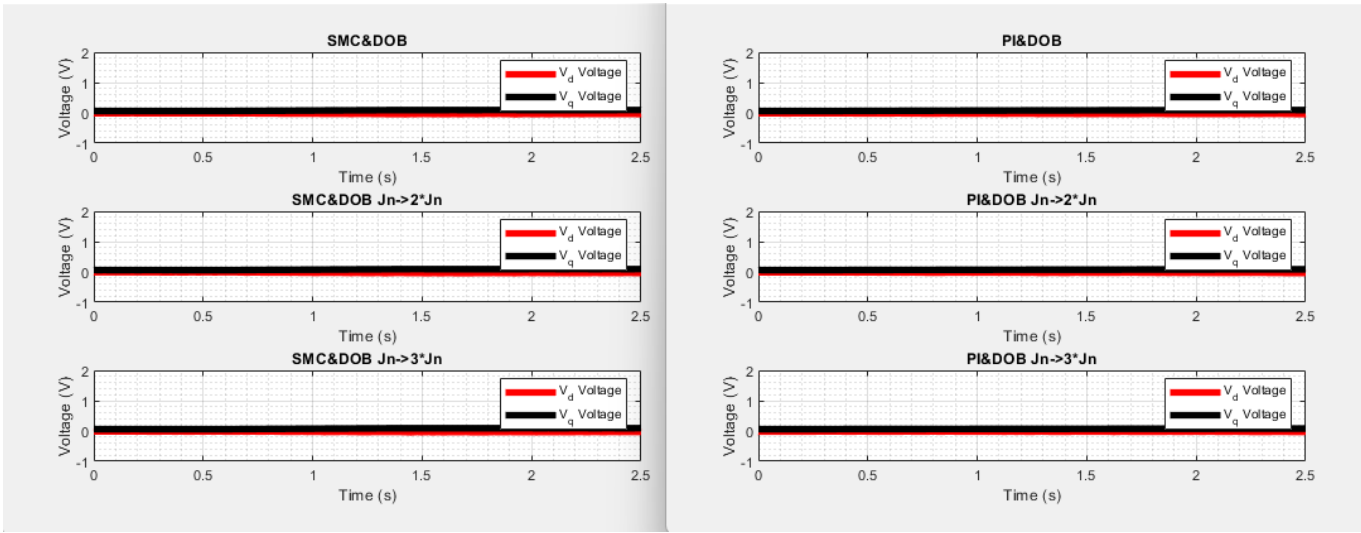 SMC&DOB
Voltage (V)
2
1
0
-1
V_d Voltage
V_q Voltage
0 0.5 1 1.5 2 2.5
Time (s)
SMC&DOB Jn->2*Jn
Voltage (V)
2
1
0
-1
V_d Voltage
V_q Voltage
0 0.5 1 1.5 2 2.5
Time (s)
SMC&DOB Jn->3*Jn
Voltage (V)
2
1
0
-1
V_d Voltage
V_q Voltage
0 0.5 1 1.5 2 2.5
Time (s)
PI&DOB
Voltage (V)
2
1
0
-1
V_d Voltage
V_q Voltage
0 0.5 1 1.5 2 2.5
Time (s)
PI&DOB Jn->2*Jn
Voltage (V)
2
1
0
-1
V_d Voltage
V_q Voltage
0 0.5 1 1.5 2 2.5
Time (s)
PI&DOB Jn->3*Jn
Voltage (V)
2
1
0
-1
V_d Voltage
V_q Voltage
0 0.5 1 1.5 2 2.5
Time (s)